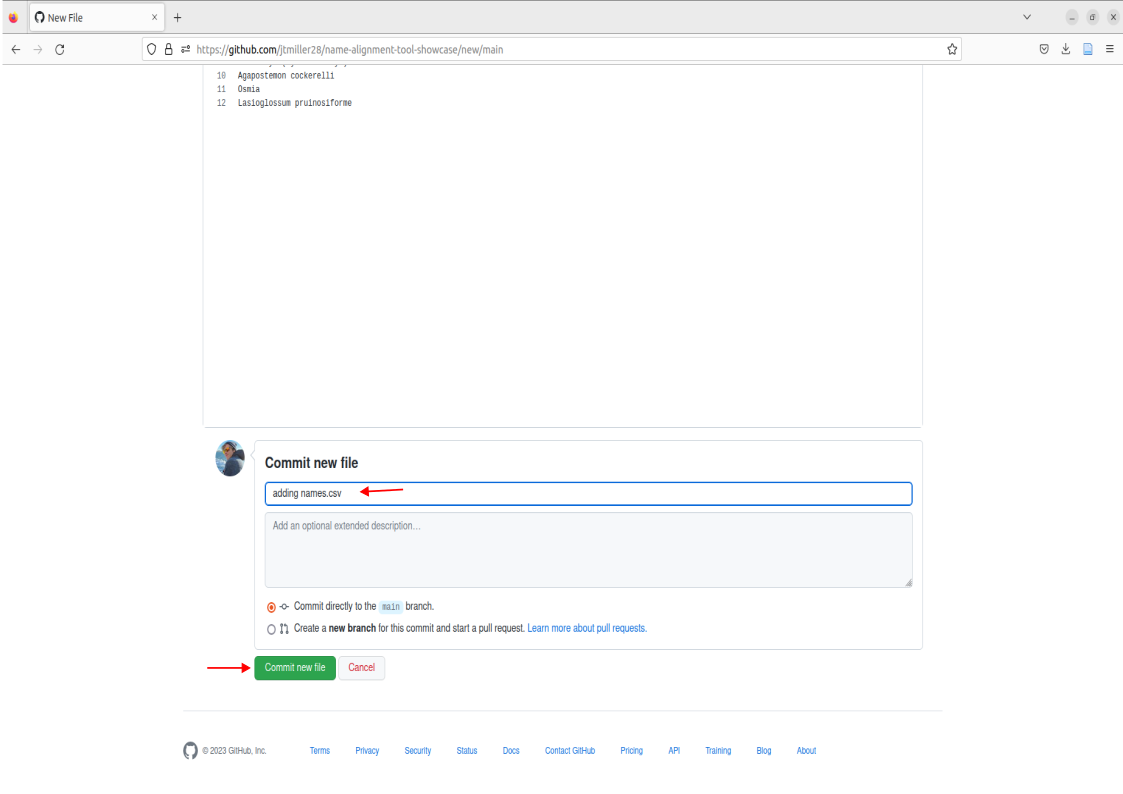 New File
https://github.com/jtmiller28/name-alignment-tool-showcase/new/main
10 Agapostemon cockerelli
11 Osmia
12 Lasioglossum pruinosiforme
Commit new file
adding names.csv
Add an optional extended description...
Commit directly to the main branch.
Create a new branch for this commit and start a pull request. Learn more about pull requests.
Commit new file Cancel
© 2023 GitHub, Inc. Terms Privacy Security Status Docs Contact GitHub Pricing API Training Blog About